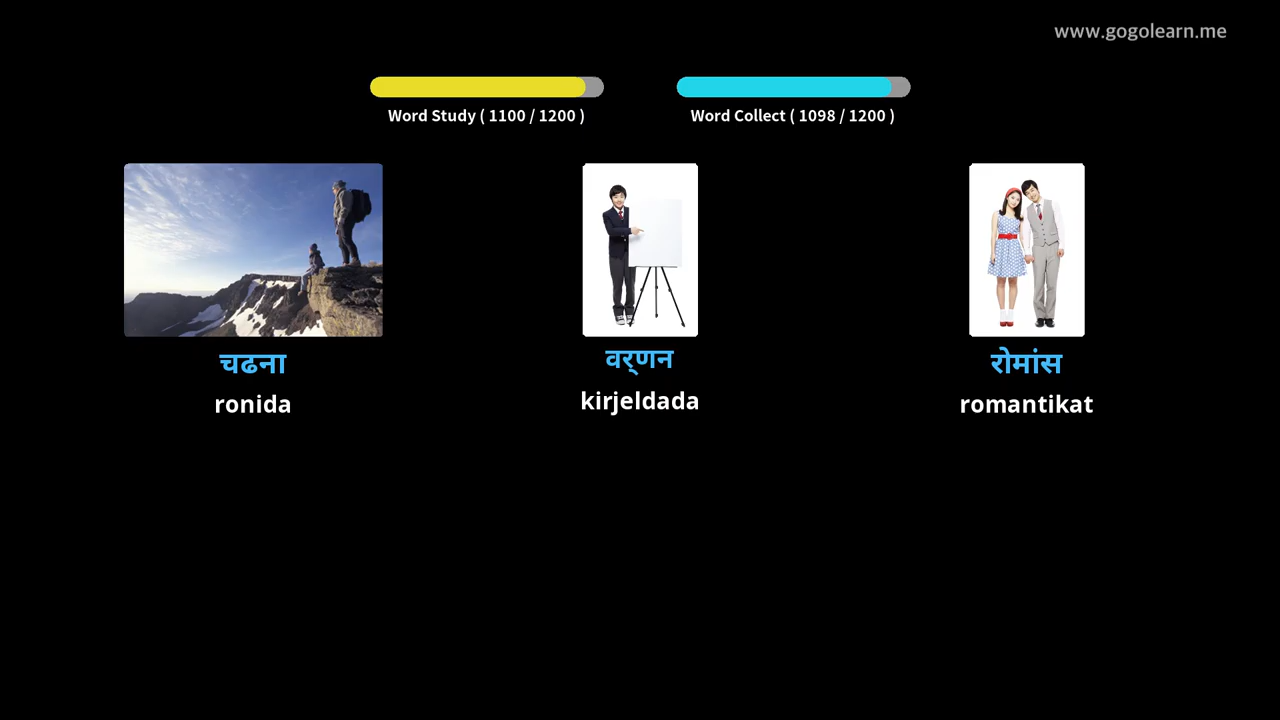 www.gogolearn.me
Word Study ( 1100 / 1200 )
Word Collect ( 1098 / 1200 )
चढना
वर्‌णन
रोमांस
ronida
kirjeldada
romantikat